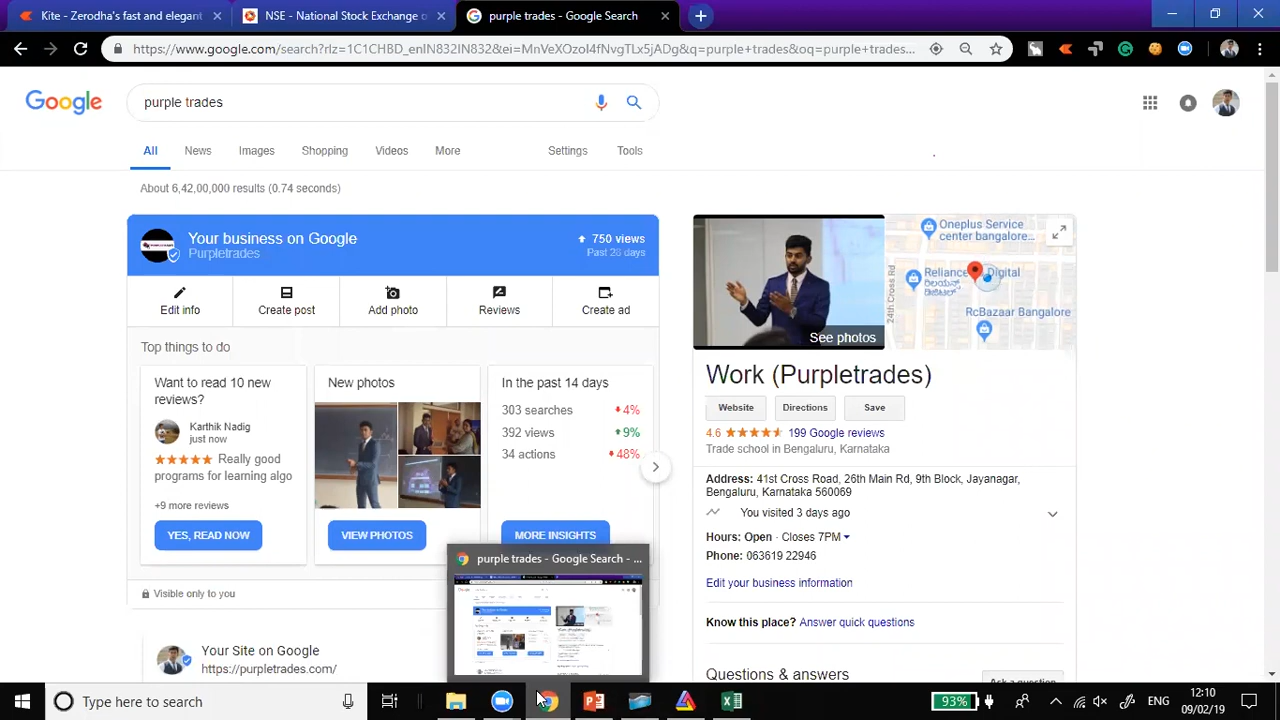 Kite - Zerodha's fast and elegant
NSE - National Stock Exchange o
purple trades - Google Search
https://www.google.com/search?rlz=1C1CHBD_enIN832IN832&ei=MnVeXOzoI4fNvgTLx5jADg&q=purple+trades&oq=purple+trades...
Google
purple trades
All
News
Images
Shopping
Videos
More
Settings
Tools
About 6,42,00,000 results (0.74 seconds)
Your business on Google
Purpletrades
750 views
Past 28 days
Edit info
Create post
Add photo
Reviews
Create ad
Top things to do
Want to read 10 new
reviews?
Karthik Nadig
just now
Really good
programs for learning algo
+9 more reviews
YES, READ NOW
New photos
VIEW PHOTOS
In the past 14 days
303 searches 4%
392 views 9%
34 actions 48%
MORE INSIGHTS
Visible only to you
Your Site on Google
https://purpletrades.com/
purple trades - Google Search - ...
See photos
Oneplus Service
center bangalore...
24th Cross Rd
Reliance Digital
ರಿಲಯನ್ಸ್
ಡಿಜಿಟಲ್
RcBazaar Bangalore
Work (Purpletrades)
Website
Directions
Save
4.6 199 Google reviews
Trade school in Bengaluru, Karnataka
Address: 41st Cross Road, 26th Main Rd, 9th Block, Jayanagar,
Bengaluru, Karnataka 560069
You visited 3 days ago
Hours: Open · Closes 7PM
Phone: 063619 22946
Edit your business information
Know this place? Answer quick questions
Questions & answers
Ask a question
Type here to search
93%
ENG
12:10
09/02/19